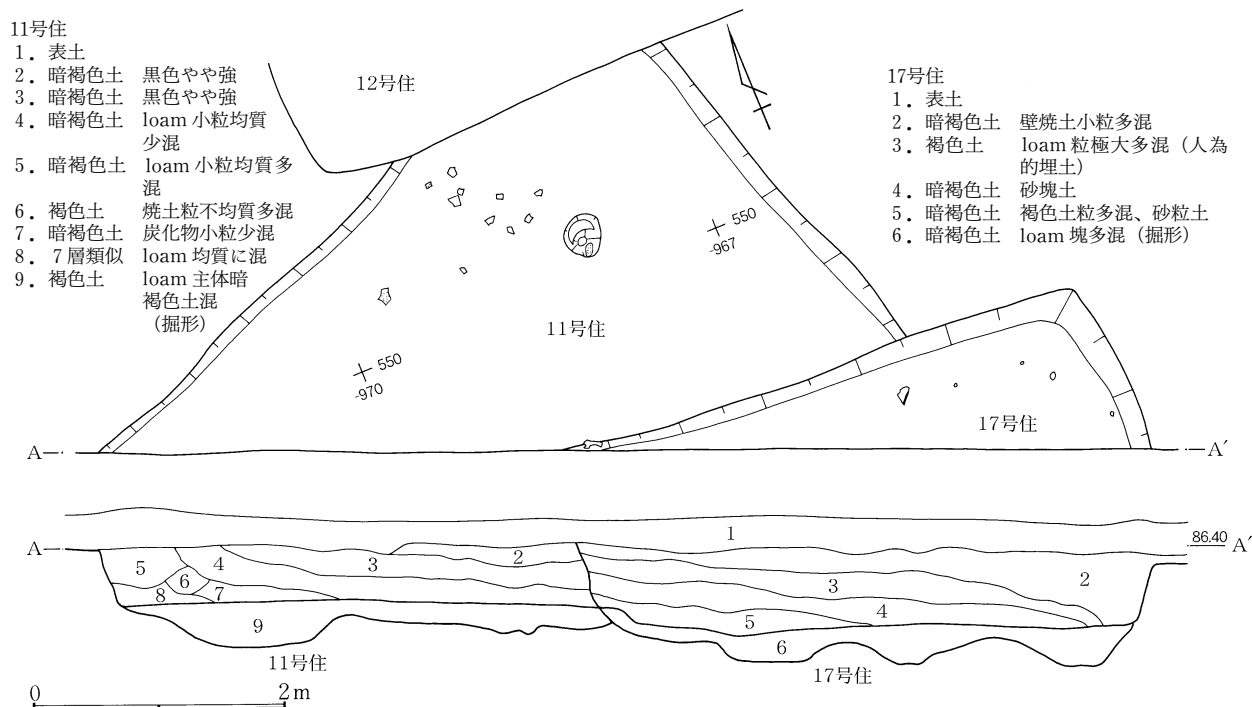 11号住
1．表土
2．暗褐色土 黒色やや強
3．暗褐色土 黒色やや強
4．暗褐色土 loam 小粒均質
少混
5．暗褐色土 loam 小粒均質多
混
6．褐色土 焼土粒不均質多混
7．暗褐色土 炭化物小粒少混
8．7層類似 loam 均質に混
9．褐色土 loam 主体暗
褐色土混
（掘形）
12号住
17号住
1．表土
2．暗褐色土 壁焼土小粒多混
3．褐色土 loam 粒極大多混（人為
的埋土）
4．暗褐色土 砂塊土
5．暗褐色土 褐色土粒多混、砂粒土
6．暗褐色土 loam 塊多混（掘形）
550
-967
11号住
550
-970
17号住
A
A′
1
86.40
A
A′
5
4
3
2
2
6
3
8
7
4
9
5
6
11号住
17号住
0
2m